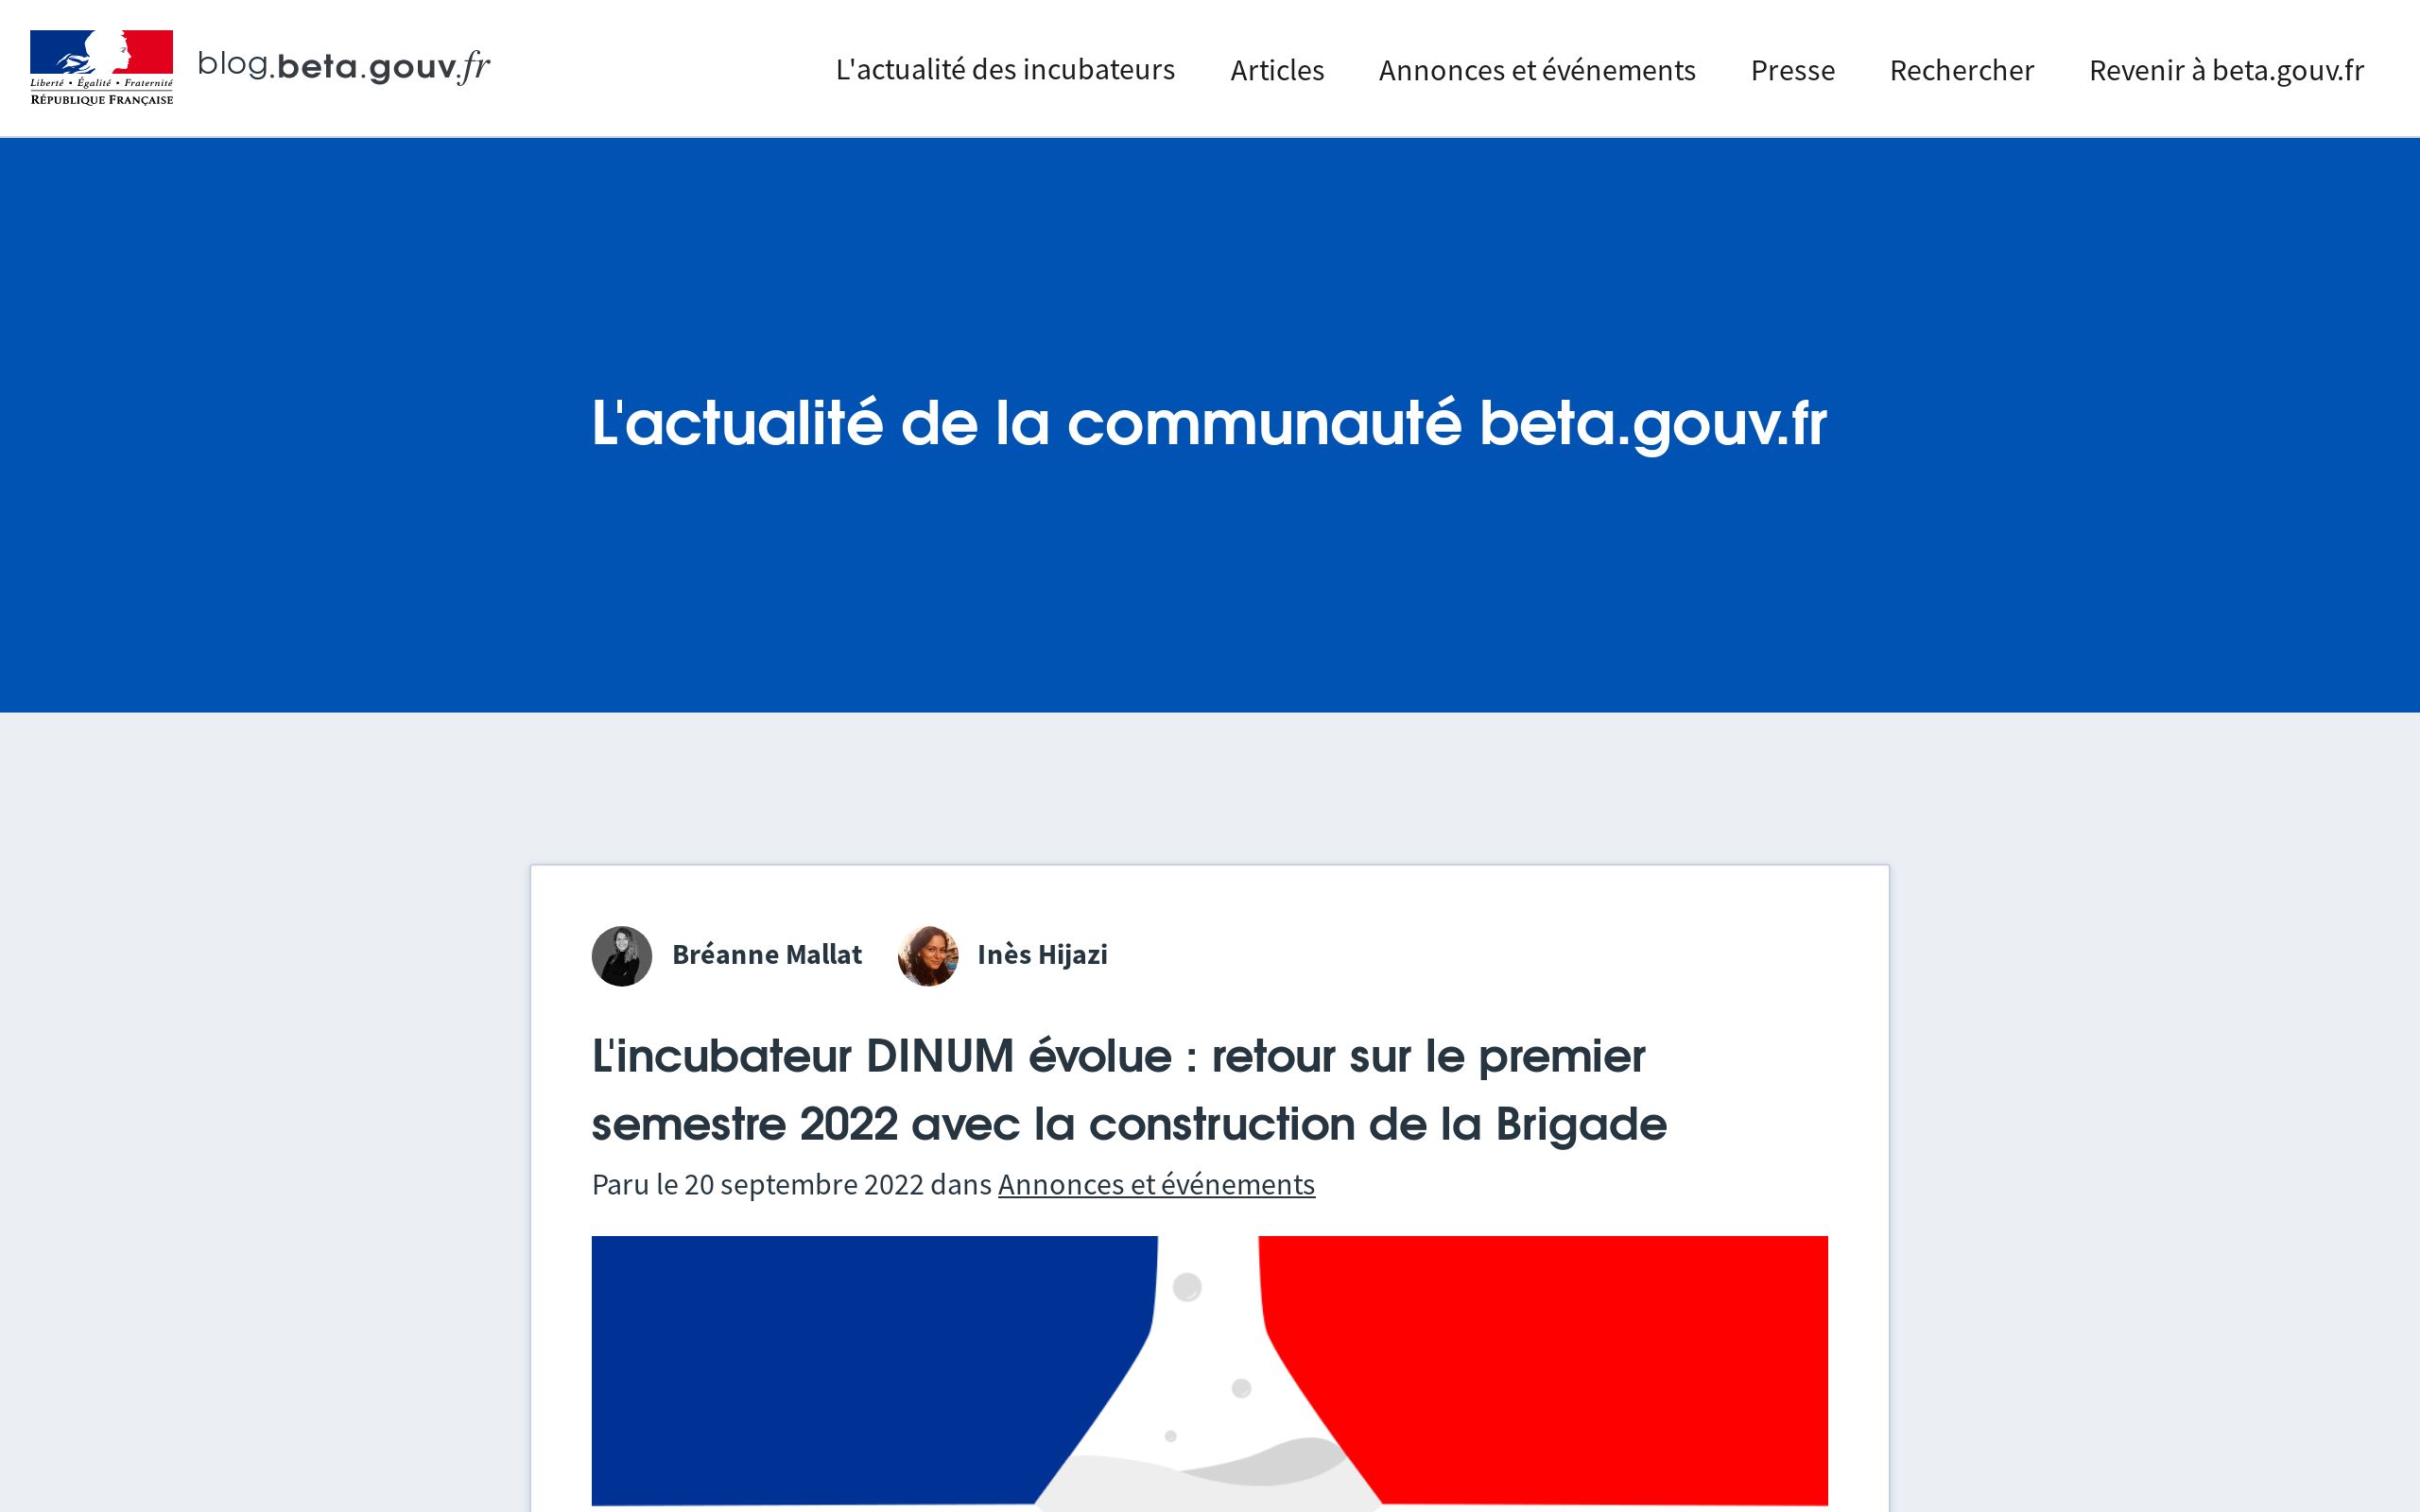 Liberté • Égalité • Fraternité
RÉPUBLIQUE FRANÇAISE
blog.beta.gouv.fr
L'actualité des incubateurs
Articles
Annonces et événements
Presse
Rechercher
Revenir à beta.gouv.fr
L'actualité de la communauté beta.gouv.fr
Bréanne Mallat
Inès Hijazi
L'incubateur DINUM évolue : retour sur le premier
semestre 2022 avec la construction de la Brigade
Paru le 20 septembre 2022 dans Annonces et événements